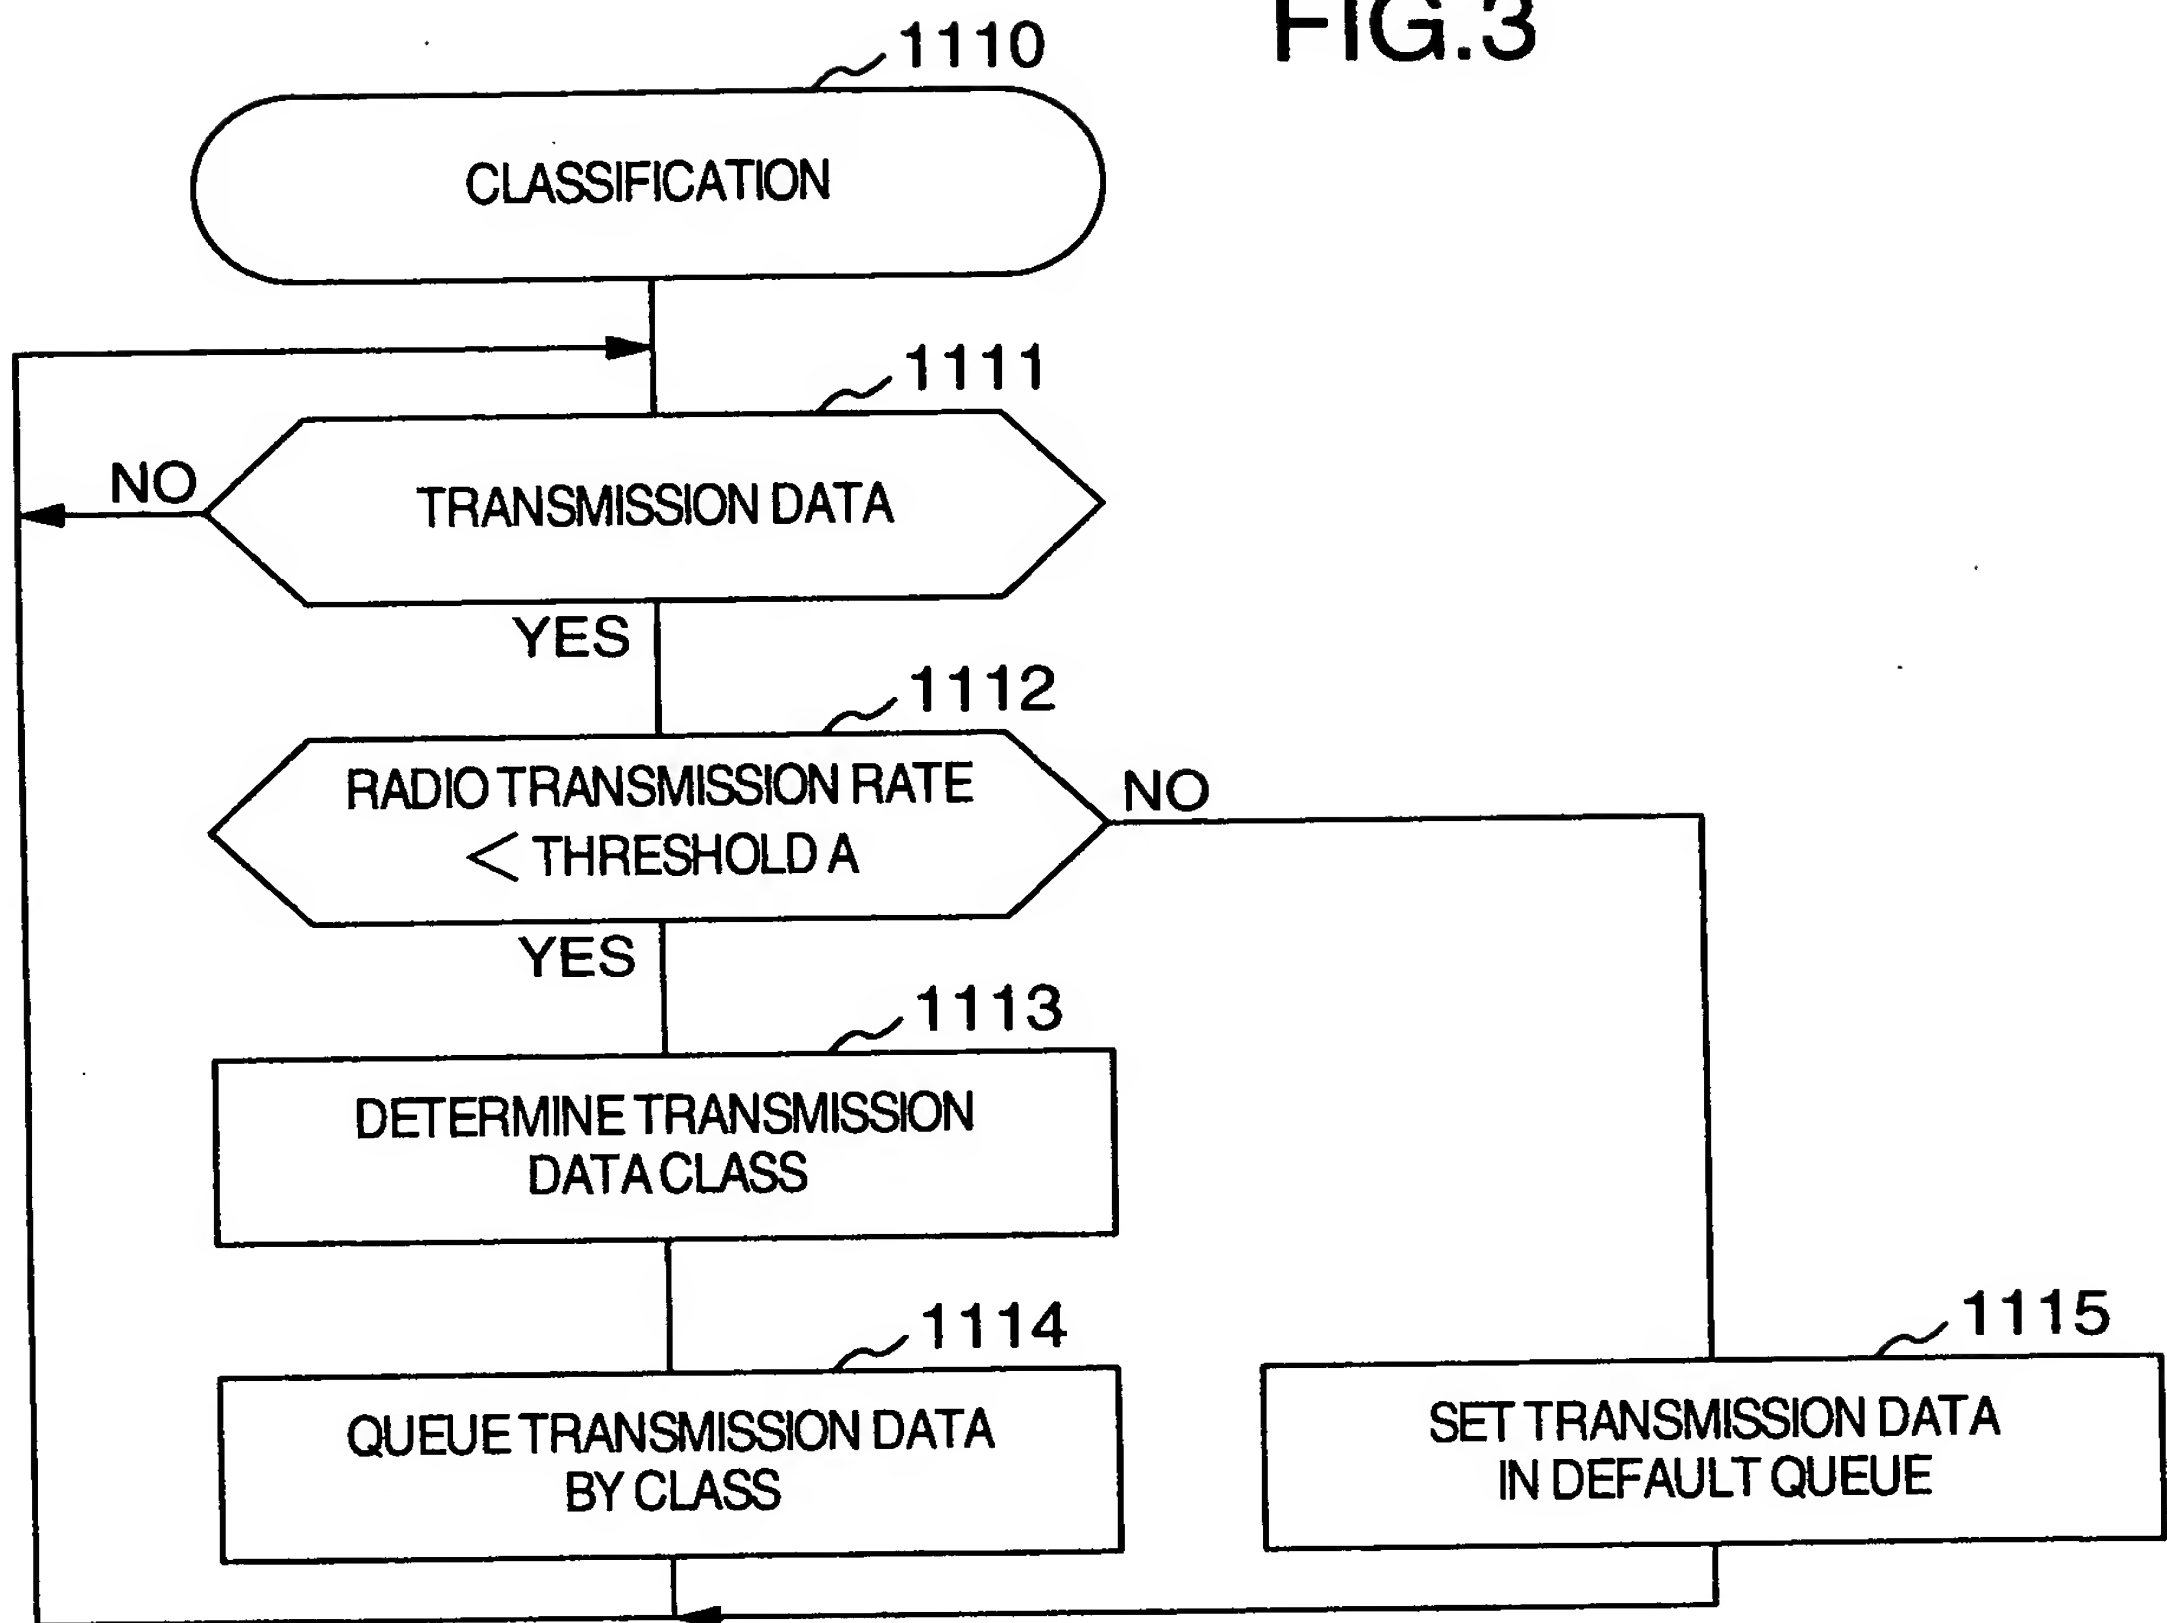 FIG.3
1110
CLASSIFICATION
1111
NO
TRANSMISSION DATA
YES
1112
RADIO TRANSMISSION RATE
< THRESHOLD A
NO
YES
1113
DETERMINE TRANSMISSION
DATA CLASS
1114
QUEUE TRANSMISSION DATA
BY CLASS
1115
SET TRANSMISSION DATA
IN DEFAULT QUEUE